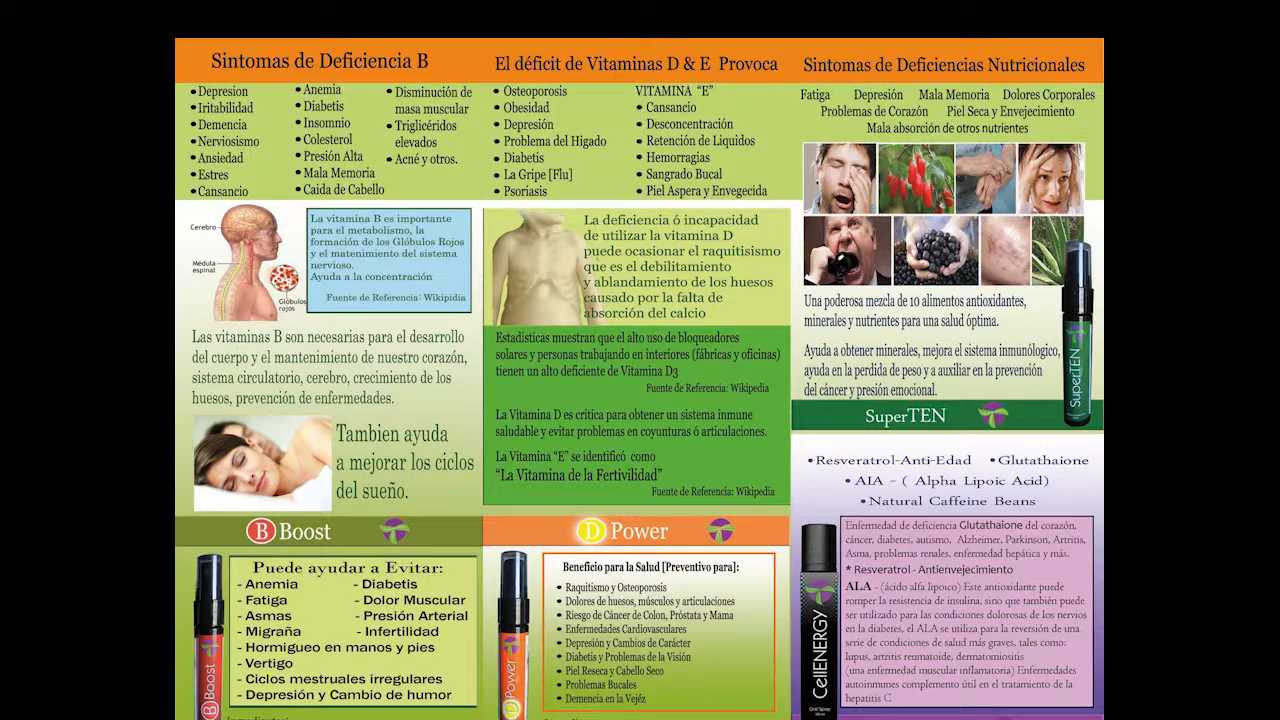 Sintomas de Deficiencia B
• Depresion
• Iritabilidad
• Demencia
• Nerviosismo
• Ansiedad
• Estres
• Cansancio
• Anemia
• Diabetis
• Insomnio
• Colesterol
• Presión Alta
• Mala Memoria
• Caida de Cabello
• Disminución de
masa muscular
• Triglicéridos
elevados
• Acné y otros.
Cerebro
Médula
espinal
Glóbulos
rojos
La vitamina B es importante
para el metabolismo, la
formación de los Glóbulos Rojos
y el matenimiento del sistema
nervioso.
Ayuda a la concentración
Fuente de Referencia: Wikipidia
Las vitaminas B son necesarias para el desarrollo
del cuerpo y el mantenimiento de nuestro corazón,
sistema circulatorio, cerebro, crecimiento de los
huesos, prevención de enfermedades.
Tambien ayuda
a mejorar los ciclos
del sueño.
B Boost
B Boost
Puede ayudar a Evitar:
- Anemia
- Fatiga
- Asmas
- Migraña
- Diabetis
- Dolor Muscular
- Presión Arterial
- Infertilidad
- Hormigueo en manos y pies
- Vertigo
- Ciclos mestruales irregulares
- Depresión y Cambio de humor
El déficit de Vitaminas D & E Provoca
• Osteoporosis
• Obesidad
• Depresión
• Problema del Higado
• Diabetis
• La Gripe [Flu]
• Psoriasis
VITAMINA “E”
• Cansancio
• Desconcentración
• Retención de Liquidos
• Hemorragias
• Sangrado Bucal
• Piel Aspera y Envegecida
La deficiencia ó incapacidad
de utilizar la vitamina D
puede ocasionar el raquitisismo
que es el debilitamiento
y ablandamiento de los huesos
causado por la falta de
absorción del calcio
Estadísticas muestran que el alto uso de bloqueadores
solares y personas trabajando en interiores (fábricas y oficinas)
tienen un alto deficiente de Vitamina D3
Fuente de Referencia: Wikepedia
La Vitamina D es critica para obtener un sistema inmune
saludable y evitar problemas en coyunturas ó articulaciones.
La Vitamina “E” se identificó como
“La Vitamina de la Fertivilidad”
Fuente de Referencia: Wikepedia
D Power
D Power
Beneficio para la Salud [Preventivo para]:
• Raquitismo y Osteoporosis
• Dolores de huesos, músculos y articulaciones
• Riesgo de Cáncer de Colon, Próstata y Mama
• Enfermedades Cardiovasculares
• Depresión y Cambios de Carácter
• Diabetis y Problemas de la Visión
• Piel Reseca y Cabello Seco
• Problemas Bucales
• Demencia en la Vejéz
Sintomas de Deficiencias Nutricionales
Fatiga Depresión Mala Memoria Dolores Corporales
Problemas de Corazón Piel Seca y Envejecimiento
Mala absorción de otros nutrientes
Una poderosa mezcla de 10 alimentos antioxidantes,
minerales y nutrientes para una salud óptima.
Ayuda a obtener minerales, mejora el sistema inmunólogico,
ayuda en la perdida de peso y a auxiliar en la prevención
del cáncer y presión emocional.
SuperTEN
SuperTEN
• Resveratrol-Anti-Edad • Glutathaione
• AIA - ( Alpha Lipoic Acid)
• Natural Caffeine Beans
CellENERGY
Oral Spray
Enfermedad de deficiencia Glutathaione del corazón,
cáncer, diabetes, autismo, Alzheimer, Parkinson, Artritis,
Asma, problemas renales, enfermedad hepática y más.
* Resveratrol - Antienvejecimiento
ALA - (ácido alfa lipoico) Este antioxidante puede
romper la resistencia de insulina, sino que también puede
ser utilizado para las condiciones dolorosas de los nervios
en la diabetes, el ALA se utiliza para la reversión de una
serie de condiciones de salud más graves, tales como:
lupus, artritis reumatoide, dermatomiositis
(una enfermedad muscular inflamatoria) Enfermedades
autoinmunes complemento útil en el tratamiento de la
hepatitis C